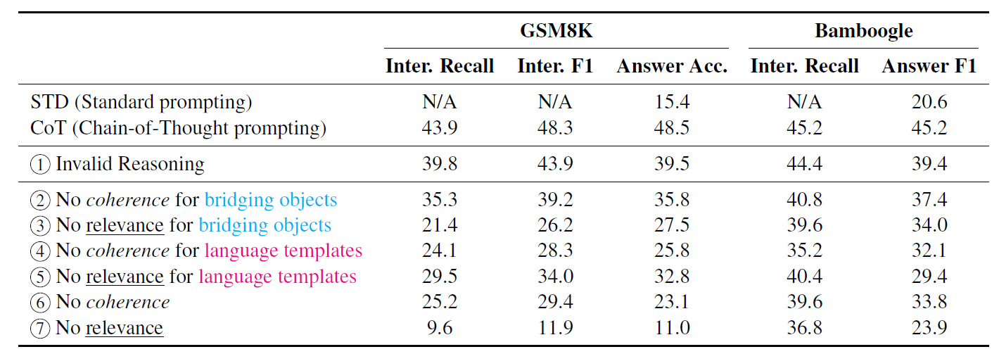 GSM8K Bamboogle
Inter. Recall Inter. F1 Answer Acc. Inter. Recall Answer F1
STD (Standard prompting) N/A N/A 15.4 N/A 20.6
CoT (Chain-of-Thought prompting) 43.9 48.3 48.5 45.2 45.2
① Invalid Reasoning 39.8 43.9 39.5 44.4 39.4
② No coherence for bridging objects 35.3 39.2 35.8 40.8 37.4
③ No relevance for bridging objects 21.4 26.2 27.5 39.6 34.0
④ No coherence for language templates 24.1 28.3 25.8 35.2 32.1
⑤ No relevance for language templates 29.5 34.0 32.8 40.4 29.4
⑥ No coherence 25.2 29.4 23.1 39.6 33.8
⑦ No relevance 9.6 11.9 11.0 36.8 23.9